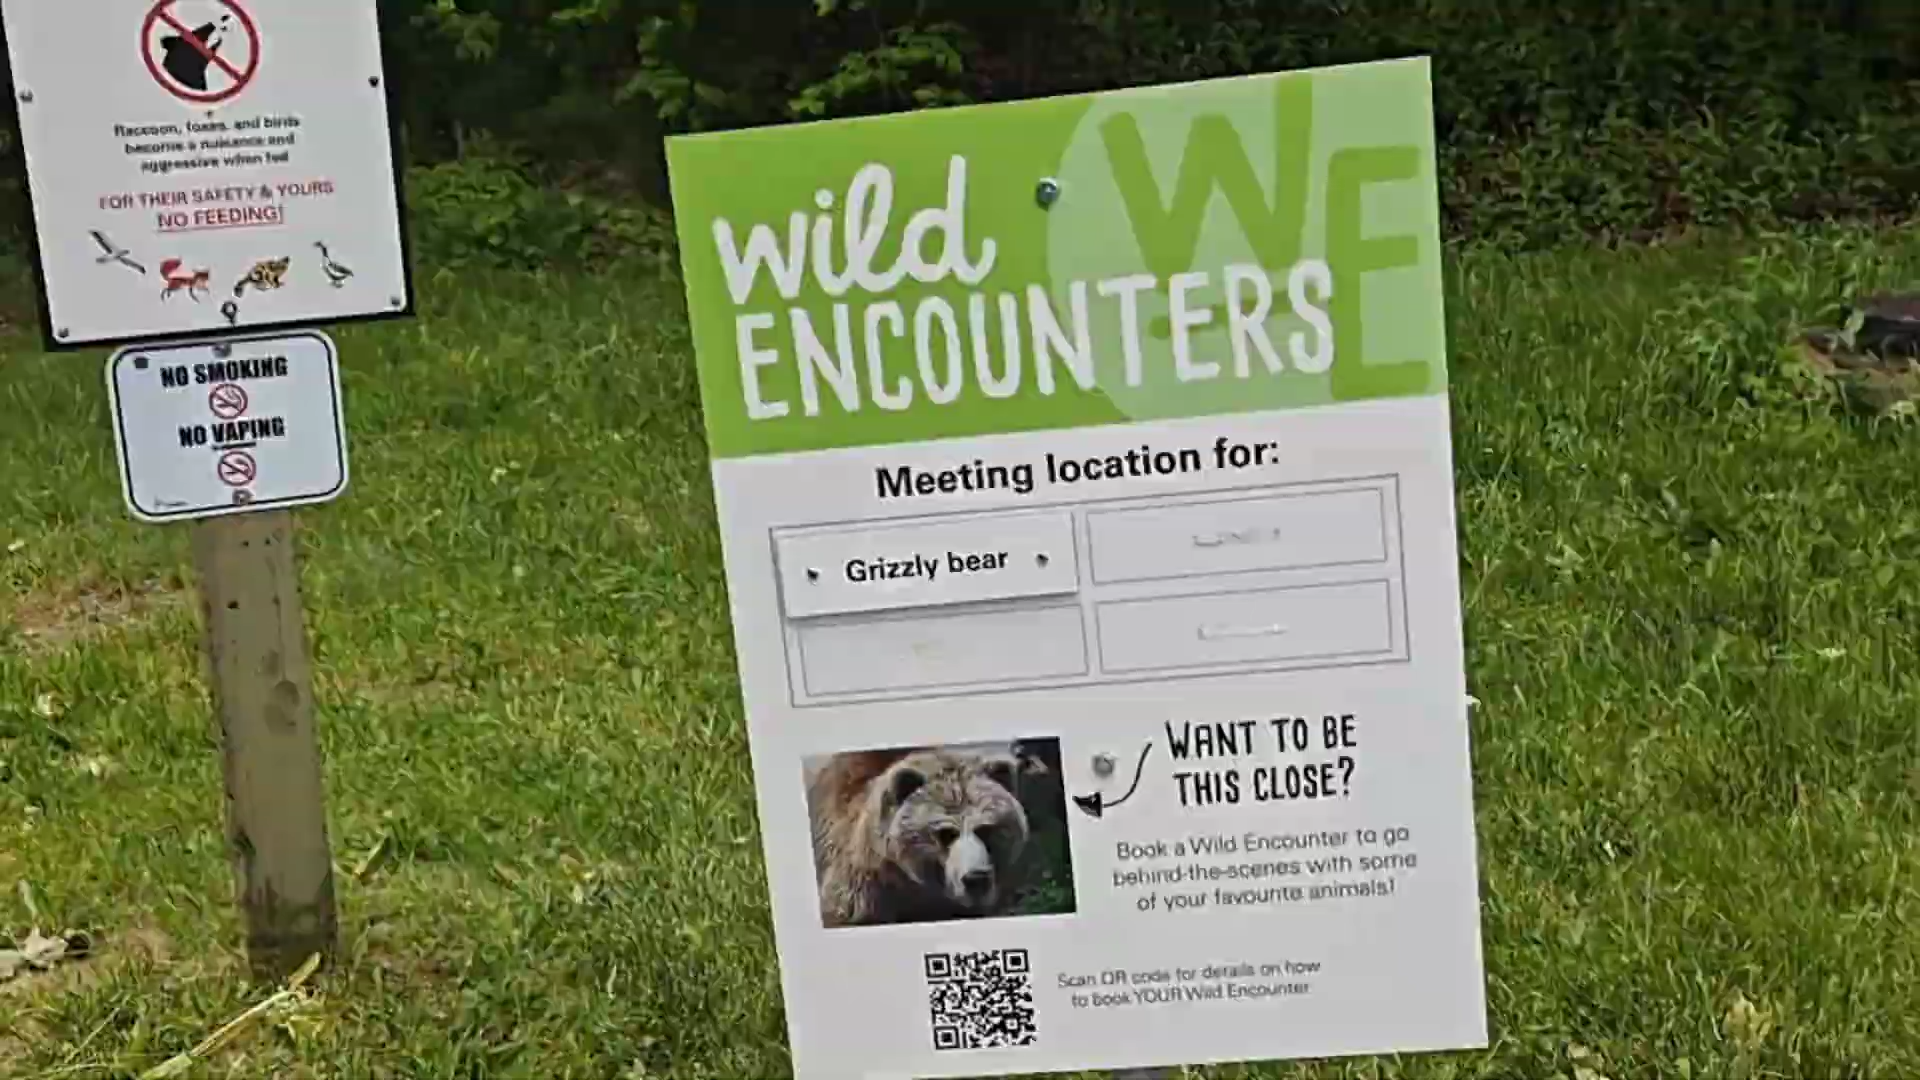 Raccoon, foxes, and birds
become a nuisance and
aggressive when fed
FOR THEIR SAFETY & YOURS
NO FEEDING!
NO SMOKING
NO VAPING
WE
wild
ENCOUNTERS
Meeting location for:
Grizzly bear
WANT TO BE
THIS CLOSE?
Book a Wild Encounter to go
behind-the-scenes with some
of your favourite animals!
Scan QR code for details on how
to book YOUR Wild Encounter